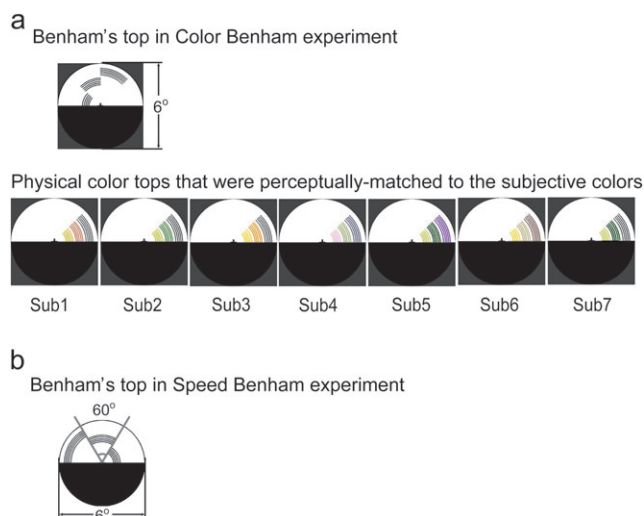 a
Benham's top in Color Benham experiment
6°
Physical color tops that were perceptually-matched to the subjective colors
Sub1 Sub2 Sub3 Sub4 Sub5 Sub6 Sub7
b
Benham's top in Speed Benham experiment
60°
6°